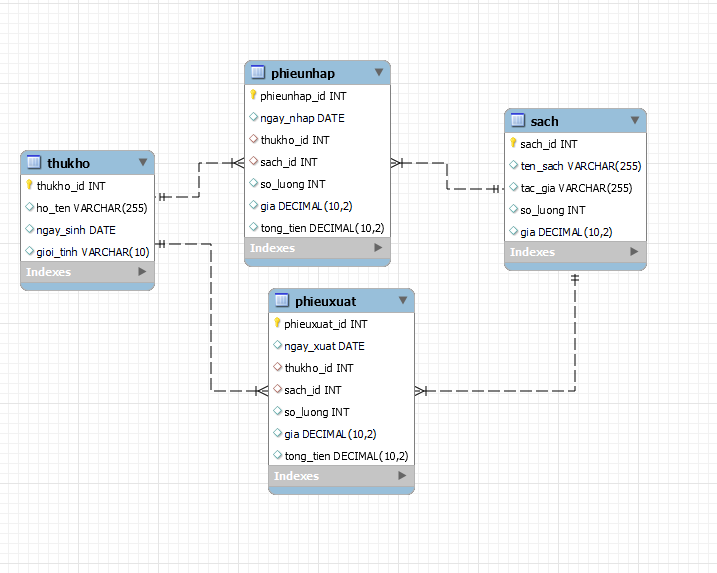 thukho
thukho_id INT
ho_ten VARCHAR(255)
ngay_sinh DATE
gioi_tinh VARCHAR(10)
Indexes
phieunhap
phieunhap_id INT
ngay_nhap DATE
thukho_id INT
sach_id INT
so_luong INT
gia DECIMAL(10,2)
tong_tien DECIMAL(10,2)
Indexes
sach
sach_id INT
ten_sach VARCHAR(255)
tac_gia VARCHAR(255)
so_luong INT
gia DECIMAL(10,2)
Indexes
phieuxuat
phieuxuat_id INT
ngay_xuat DATE
thukho_id INT
sach_id INT
so_luong INT
gia DECIMAL(10,2)
tong_tien DECIMAL(10,2)
Indexes